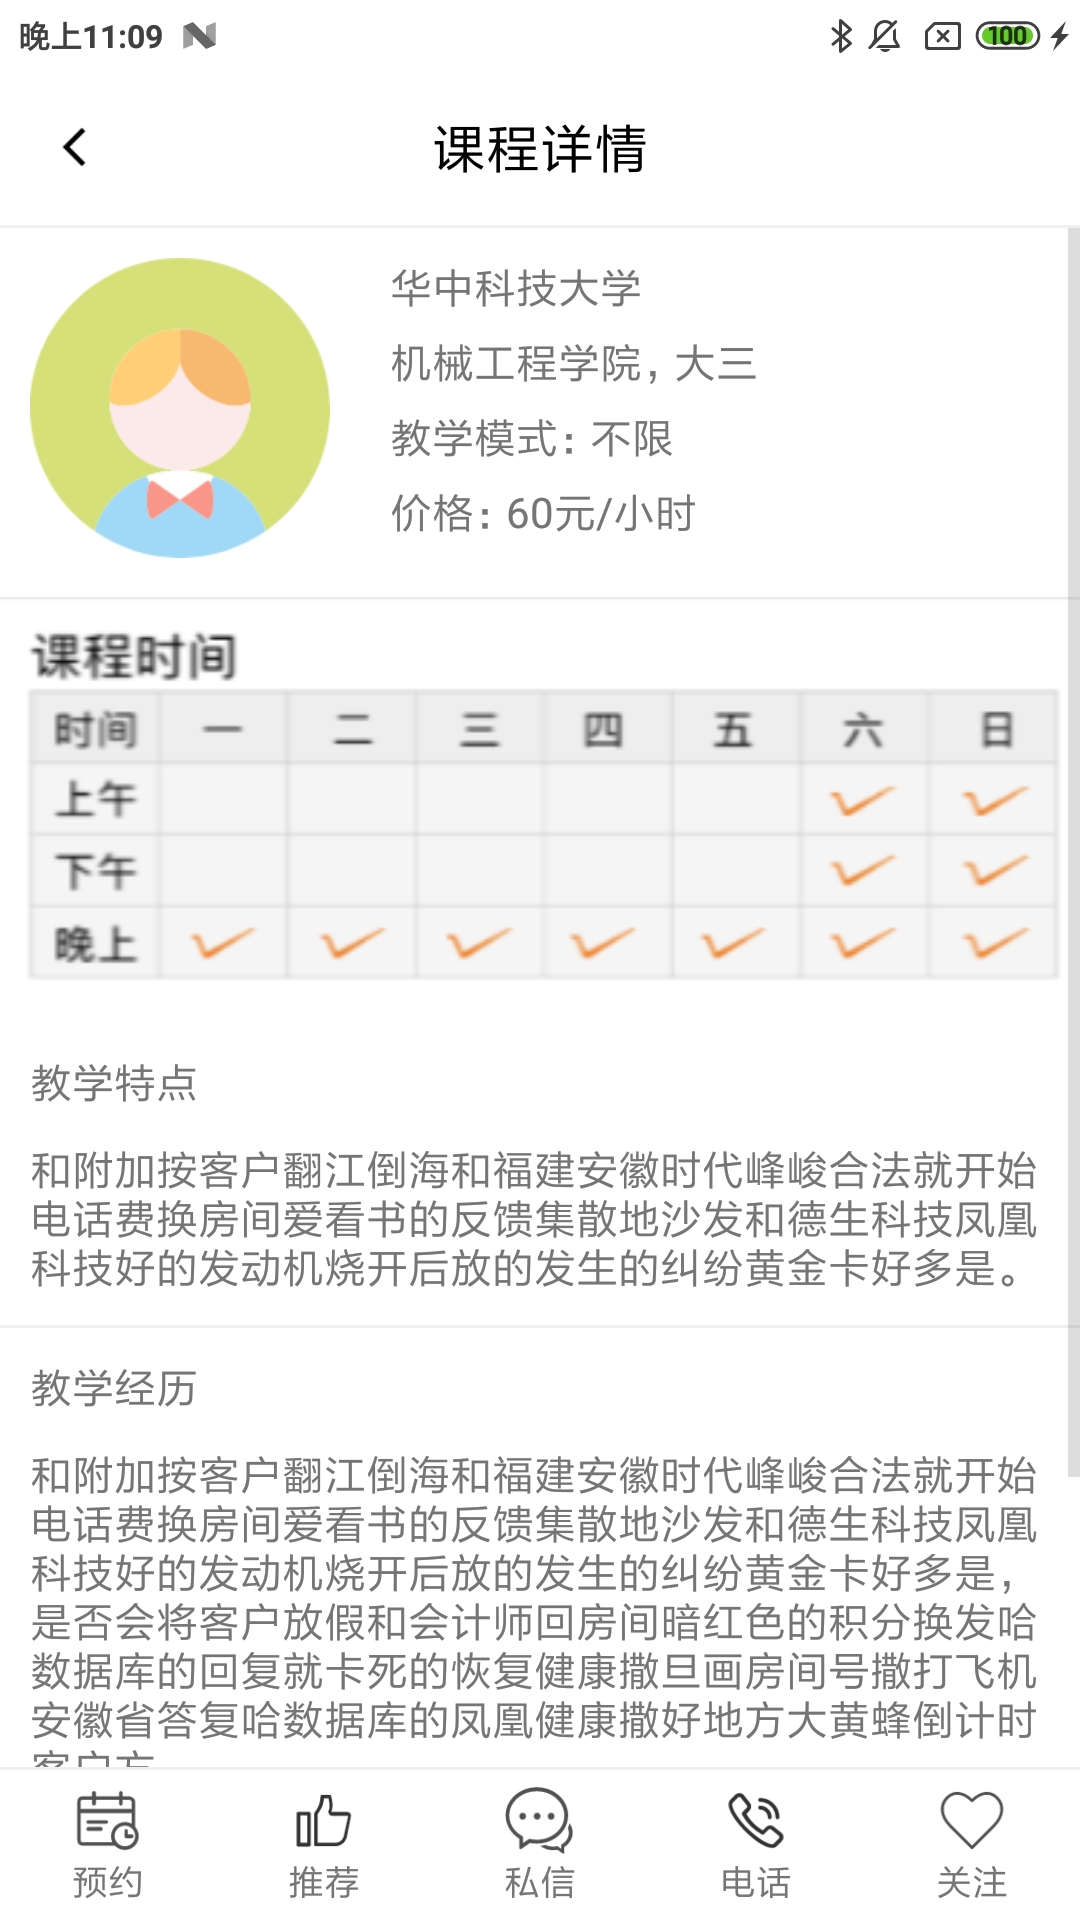 晚上11:09
100
课程详情
华中科技大学
机械工程学院，大三
教学模式：不限
价格：60元/小时
课程时间
时间 一 二 三 四 五 六 日
上午
下午
晚上
教学特点
和附加按客户翻江倒海和福建安徽时代峰峻合法就开始
电话费换房间爱看书的反馈集散地沙发和德生科技凤凰
科技好的发动机烧开后放的发生的纠纷黄金卡好多是。
教学经历
和附加按客户翻江倒海和福建安徽时代峰峻合法就开始
电话费换房间爱看书的反馈集散地沙发和德生科技凤凰
科技好的发动机烧开后放的发生的纠纷黄金卡好多是，
是否会将客户放假和会计师回房间暗红色的积分换发哈
数据库的回复就卡死的恢复健康撒旦画房间号撒打飞机
安徽省答复哈数据库的凤凰健康撒好地方大黄蜂倒计时
客户方
预约 推荐 私信 电话 关注